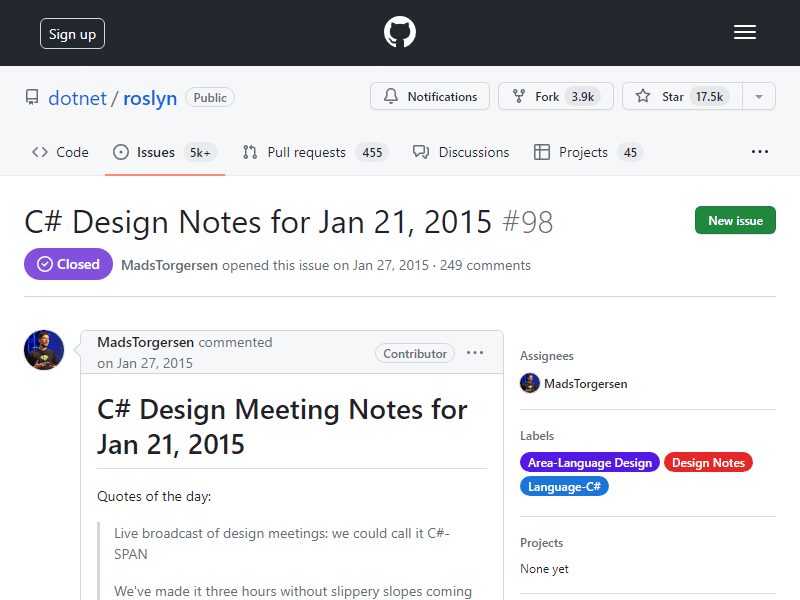 Sign up
dotnet / roslyn Public
Notifications Fork 3.9k Star 17.5k
Code Issues 5k+ Pull requests 455 Discussions Projects 45
C# Design Notes for Jan 21, 2015 #98
New issue
Closed MadsTorgersen opened this issue on Jan 27, 2015 · 249 comments
MadsTorgersen commented
on Jan 27, 2015
Contributor
C# Design Meeting Notes for
Jan 21, 2015
Quotes of the day:
Live broadcast of design meetings: we could call it C#-
SPAN
We've made it three hours without slippery slopes coming
Assignees
MadsTorgersen
Labels
Area-Language Design Design Notes
Language-C#
Projects
None yet